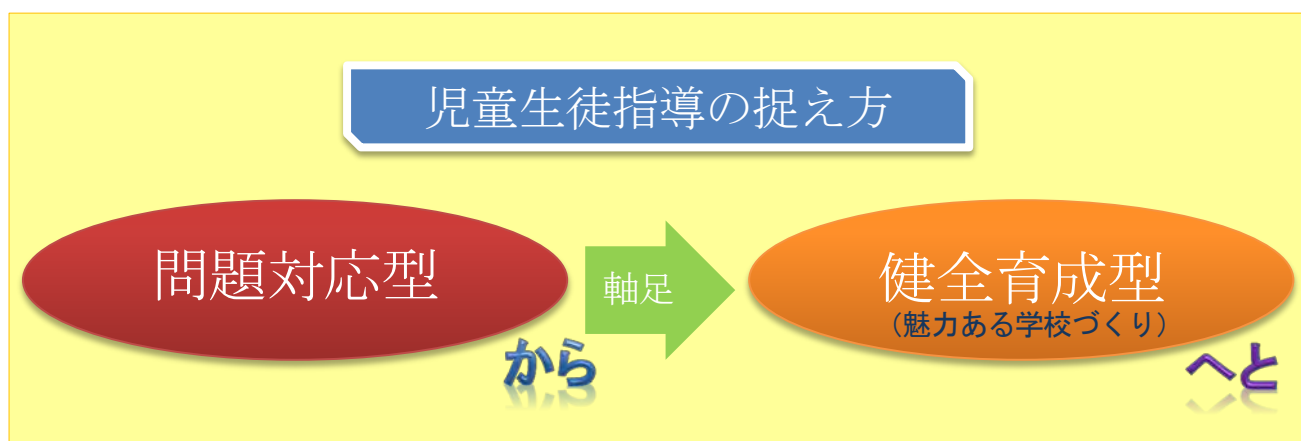 児童生徒指導の捉え方
問題対応型
から
軸足
健全育成型
（魅力ある学校づくり）
へと